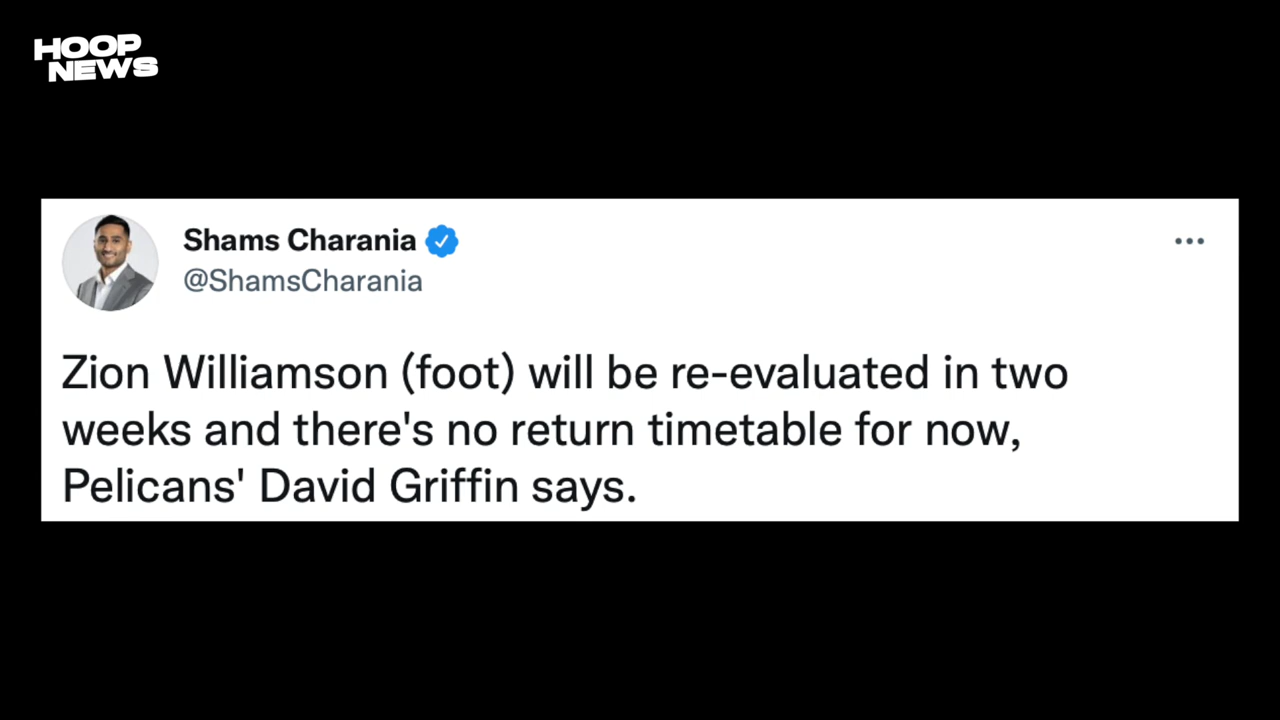 HOOP
NEWS
Shams Charania
@ShamsCharania
Zion Williamson (foot) will be re-evaluated in two
weeks and there's no return timetable for now,
Pelicans' David Griffin says.